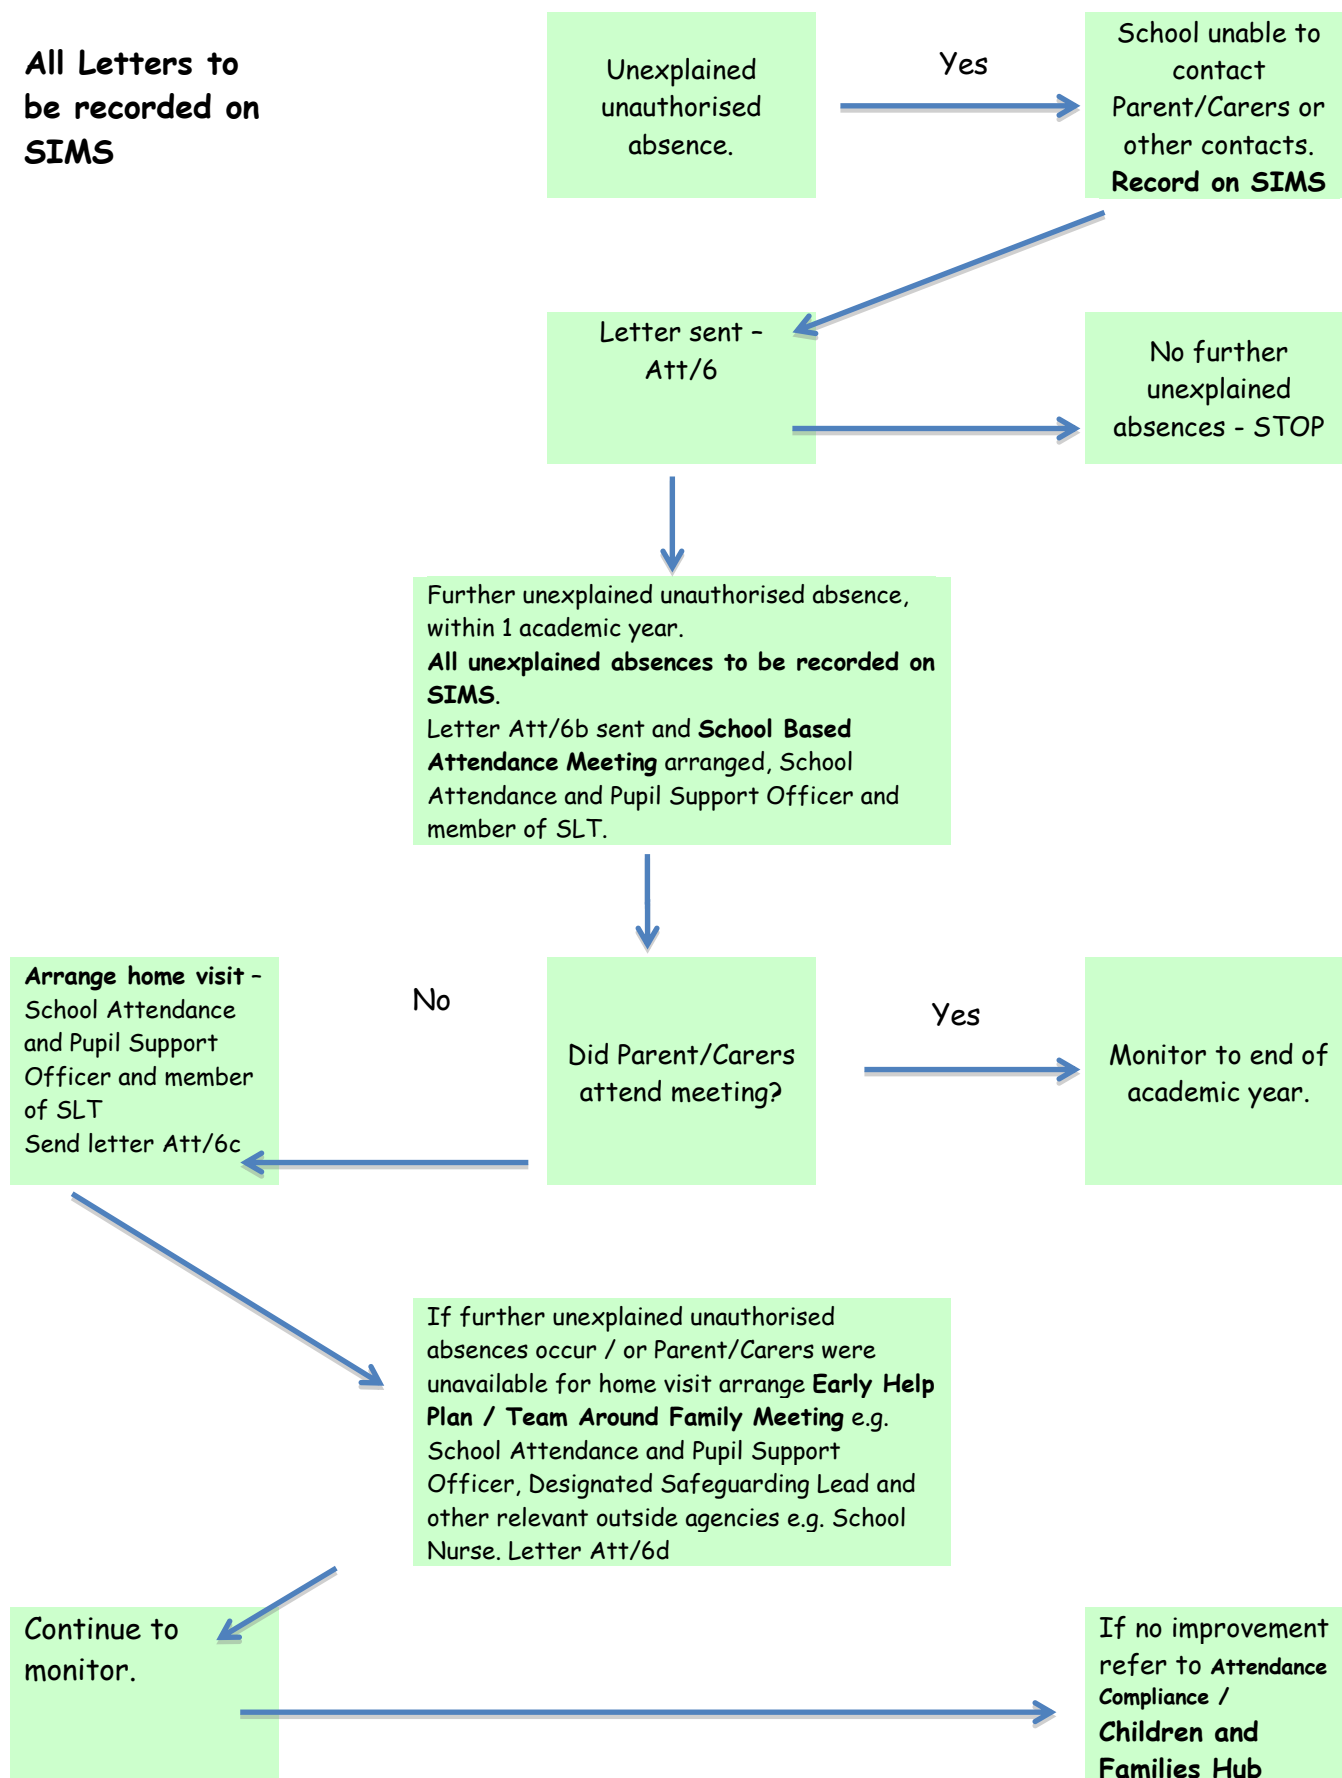 All Letters to
be recorded on
SIMS
Unexplained
unauthorised
absence.
Yes
School unable to
contact
Parent/Carers or
other contacts.
Record on SIMS
Letter sent –
Att/6
No further
unexplained
absences - STOP
Further unexplained unauthorised absence,
within 1 academic year.
All unexplained absences to be recorded on
SIMS.
Letter Att/6b sent and School Based
Attendance Meeting arranged, School
Attendance and Pupil Support Officer and
member of SLT.
Arrange home visit –
School Attendance
and Pupil Support
Officer and member
of SLT
Send letter Att/6c
No
Did Parent/Carers
attend meeting?
Yes
Monitor to end of
academic year.
If further unexplained unauthorised
absences occur / or Parent/Carers were
unavailable for home visit arrange Early Help
Plan / Team Around Family Meeting e.g.
School Attendance and Pupil Support
Officer, Designated Safeguarding Lead and
other relevant outside agencies e.g. School
Nurse. Letter Att/6d
Continue to
monitor.
If no improvement
refer to Attendance
Compliance /
Children and
Families Hub